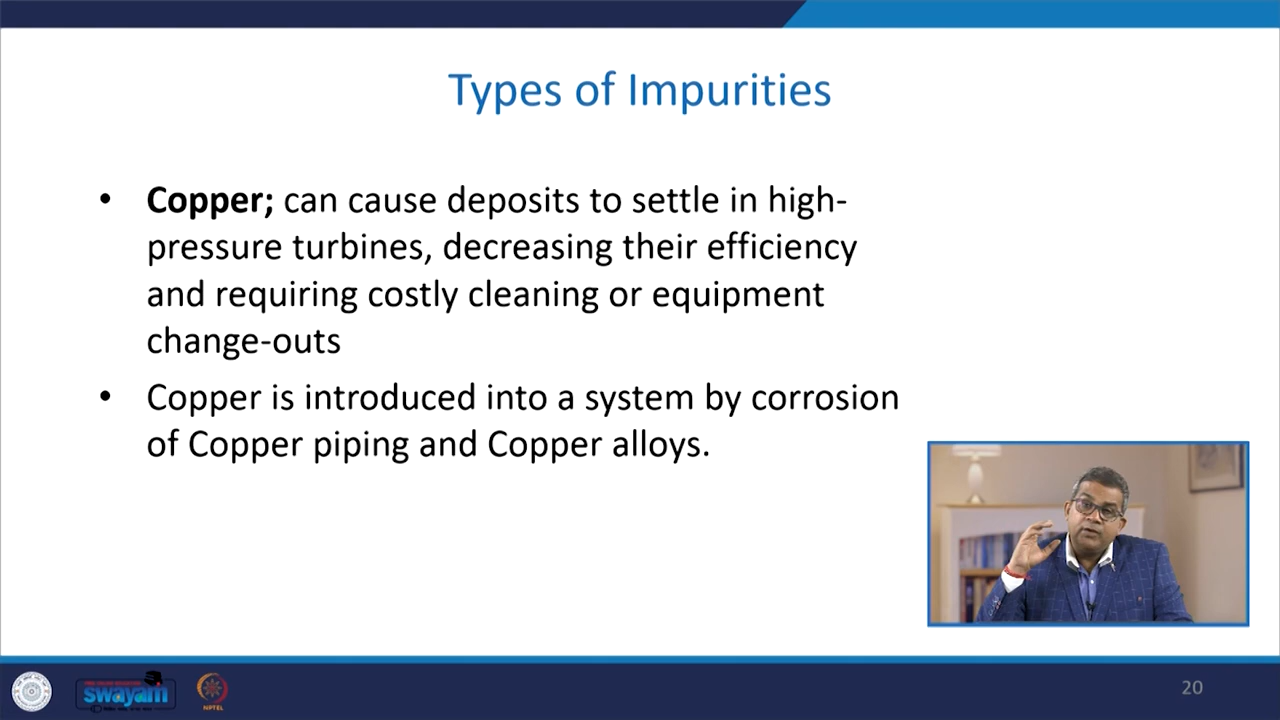 Types of Impurities
• Copper; can cause deposits to settle in high-
pressure turbines, decreasing their efficiency
and requiring costly cleaning or equipment
change-outs
• Copper is introduced into a system by corrosion
of Copper piping and Copper alloys.
swayam
NPTEL
20